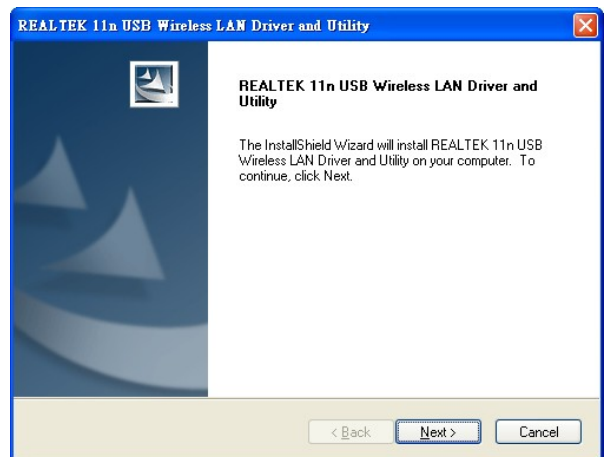 REALTEK 11n USB Wireless LAN Driver and Utility
REALTEK 11n USB Wireless LAN Driver and
Utility
The InstallShield Wizard will install REALTEK 11n USB
Wireless LAN Driver and Utility on your computer. To
continue, click Next.
< Back
Next >
Cancel